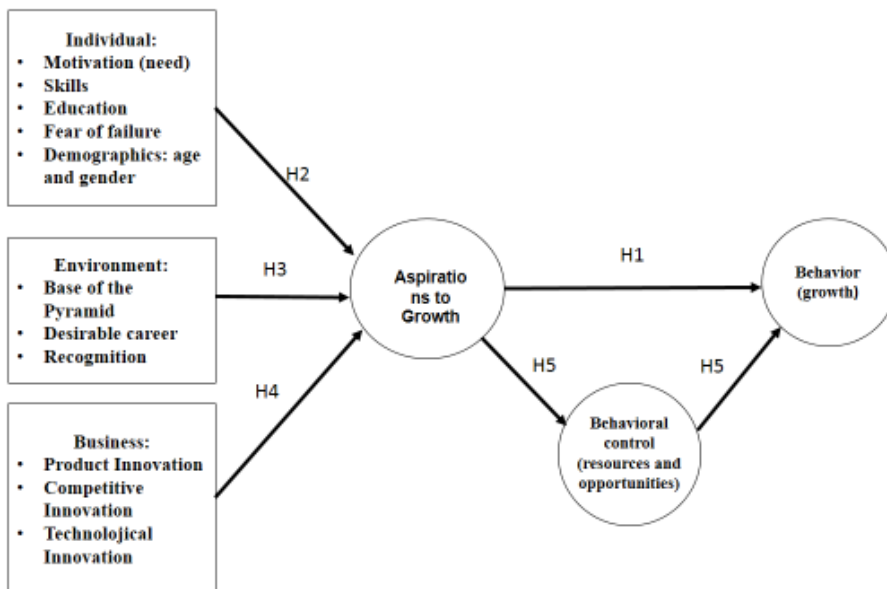 Individual:
• Motivation (need)
• Skills
• Education
• Fear of failure
• Demographics: age
and gender
H2
Environment:
• Base of the
Pyramid
• Desirable career
• Recogmition
H3
Business:
• Product Innovation
• Competitive
Innovation
• Technolojical
Innovation
H4
Aspiratio
ns to
Growth
H1
H5
Behavioral
control
(resources and
opportunities)
H5
Behavior
(growth)